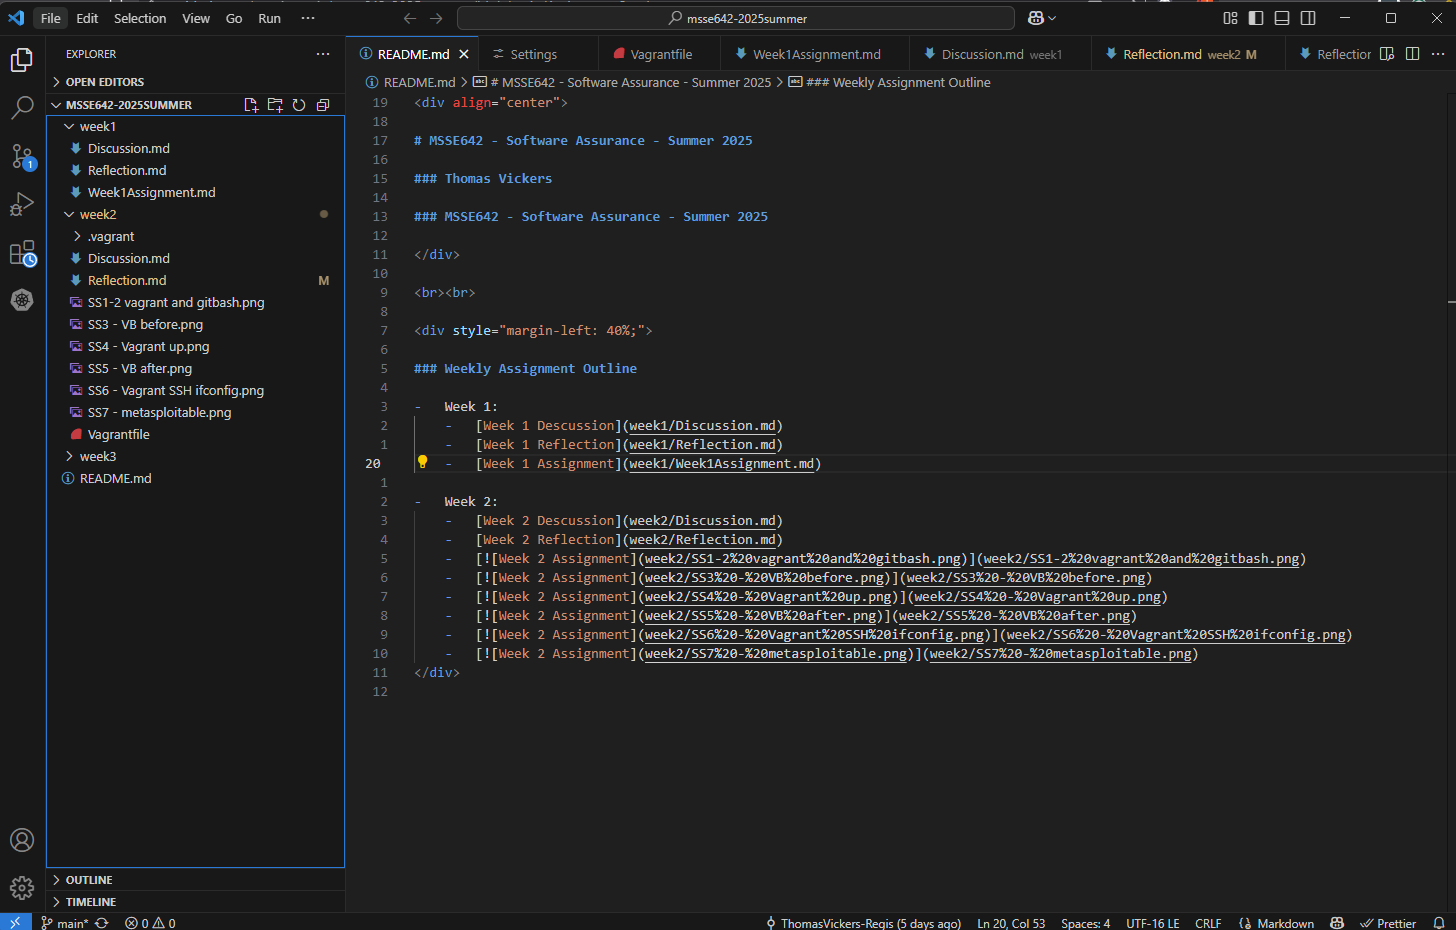 File Edit Selection View Go Run ··· msse642-2025summer
EXPLORER ···
OPEN EDITORS
MSSE642-2025SUMMER
week1
Discussion.md
Reflection.md
Week1Assignment.md
week2
.vagrant
Discussion.md
Reflection.md M
SS1-2 vagrant and gitbash.png
SS3 - VB before.png
SS4 - Vagrant up.png
SS5 - VB after.png
SS6 - Vagrant SSH ifconfig.png
SS7 - metasploitable.png
Vagrantfile
week3
README.md
OUTLINE
TIMELINE
1
README.md Settings Vagrantfile Week1Assignment.md Discussion.md week1 Reflection.md week2 M Reflection ···
README.md > # MSSE642 - Software Assurance - Summer 2025 > ### Weekly Assignment Outline
19 <div align="center">
18
17 # MSSE642 - Software Assurance - Summer 2025
16
15 ### Thomas Vickers
14
13 ### MSSE642 - Software Assurance - Summer 2025
12
11 </div>
10
9 <br><br>
8
7 <div style="margin-left: 40%;">
6
5 ### Weekly Assignment Outline
4
3 - Week 1:
2 - [Week 1 Descussion](week1/Discussion.md)
1 - [Week 1 Reflection](week1/Reflection.md)
20 - [Week 1 Assignment](week1/Week1Assignment.md)
1
2 - Week 2:
3 - [Week 2 Descussion](week2/Discussion.md)
4 - [Week 2 Reflection](week2/Reflection.md)
5 - [![Week 2 Assignment](week2/SS1-2%20vagrant%20and%20gitbash.png)](week2/SS1-2%20vagrant%20and%20gitbash.png)
6 - [![Week 2 Assignment](week2/SS3%20-%20VB%20before.png)](week2/SS3%20-%20VB%20before.png)
7 - [![Week 2 Assignment](week2/SS4%20-%20Vagrant%20up.png)](week2/SS4%20-%20Vagrant%20up.png)
8 - [![Week 2 Assignment](week2/SS5%20-%20VB%20after.png)](week2/SS5%20-%20VB%20after.png)
9 - [![Week 2 Assignment](week2/SS6%20-%20Vagrant%20SSH%20ifconfig.png)](week2/SS6%20-%20Vagrant%20SSH%20ifconfig.png)
10 - [![Week 2 Assignment](week2/SS7%20-%20metasploitable.png)](week2/SS7%20-%20metasploitable.png)
11 </div>
12
main* 0 0 ThomasVickers-Regis (5 days ago) Ln 20, Col 53 Spaces: 4 UTF-16 LE CRLF Markdown Prettier